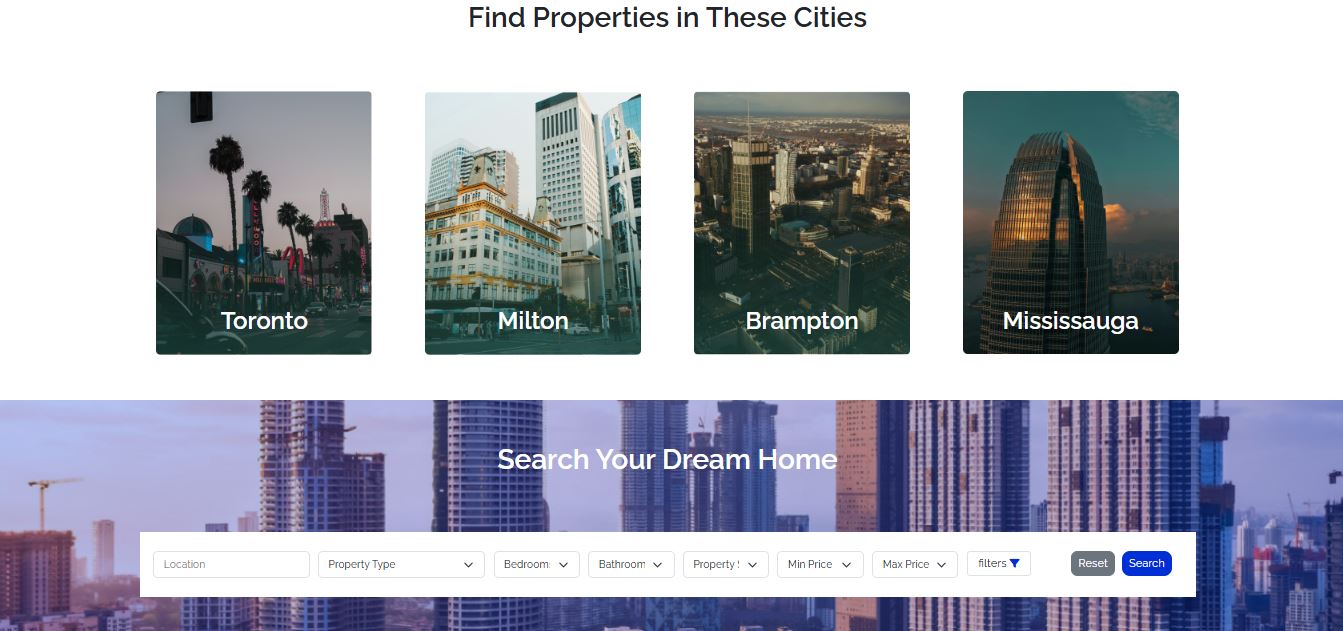 Find Properties in These Cities
Toronto
Milton
Brampton
Mississauga
Search Your Dream Home
Location
Property Type
Bedroom
Bathroom
Property
Min Price
Max Price
filters
Reset
Search